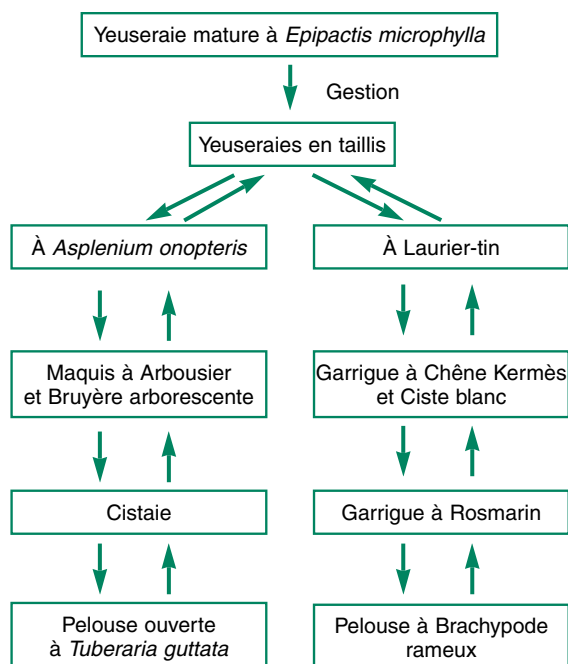 Yeuseraie mature à Epipactis microphylla
Gestion
Yeuseraies en taillis
À Asplenium onopteris
À Laurier-tin
Maquis à Arbousier
et Bruyère arborescente
Garrigue à Chêne Kermès
et Ciste blanc
Cistaie
Garrigue à Rosmarin
Pelouse ouverte
à Tuberaria guttata
Pelouse à Brachypode
rameux